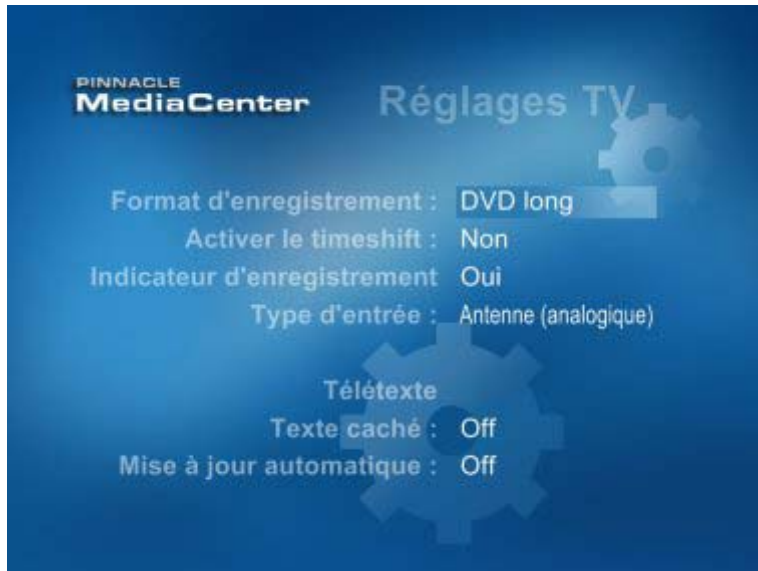 PINNACLE
MediaCenter
Réglages TV
Format d'enregistrement : DVD long
Activer le timeshift : Non
Indicateur d'enregistrement Oui
Type d'entrée : Antenne (analogique)
Télétexte
Texte caché : Off
Mise à jour automatique : Off